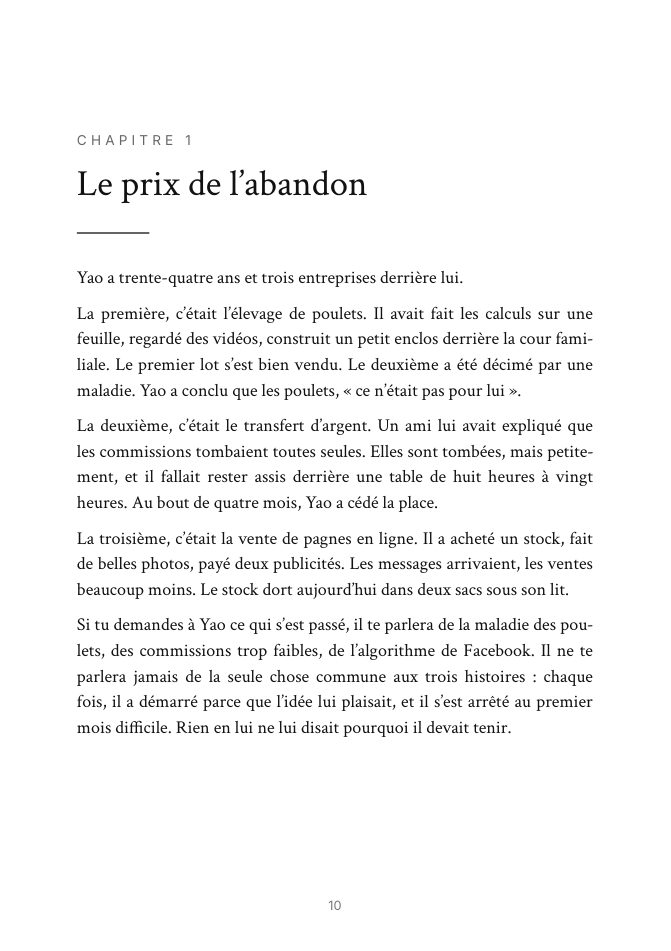 CHAPITRE 1
Le prix de l’abandon
Yao a trente-quatre ans et trois entreprises derrière lui.
La première, c’était l’élevage de poulets. Il avait fait les calculs sur une
feuille, regardé des vidéos, construit un petit enclos derrière la cour fami-
liale. Le premier lot s’est bien vendu. Le deuxième a été décimé par une
maladie. Yao a conclu que les poulets, « ce n’était pas pour lui ».
La deuxième, c’était le transfert d’argent. Un ami lui avait expliqué que
les commissions tombaient toutes seules. Elles sont tombées, mais petite-
ment, et il fallait rester assis derrière une table de huit heures à vingt
heures. Au bout de quatre mois, Yao a cédé la place.
La troisième, c’était la vente de pagnes en ligne. Il a acheté un stock, fait
de belles photos, payé deux publicités. Les messages arrivaient, les ventes
beaucoup moins. Le stock dort aujourd’hui dans deux sacs sous son lit.
Si tu demandes à Yao ce qui s’est passé, il te parlera de la maladie des pou-
lets, des commissions trop faibles, de l’algorithme de Facebook. Il ne te
parlera jamais de la seule chose commune aux trois histoires : chaque
fois, il a démarré parce que l’idée lui plaisait, et il s’est arrêté au premier
mois difficile. Rien en lui ne lui disait pourquoi il devait tenir.
10